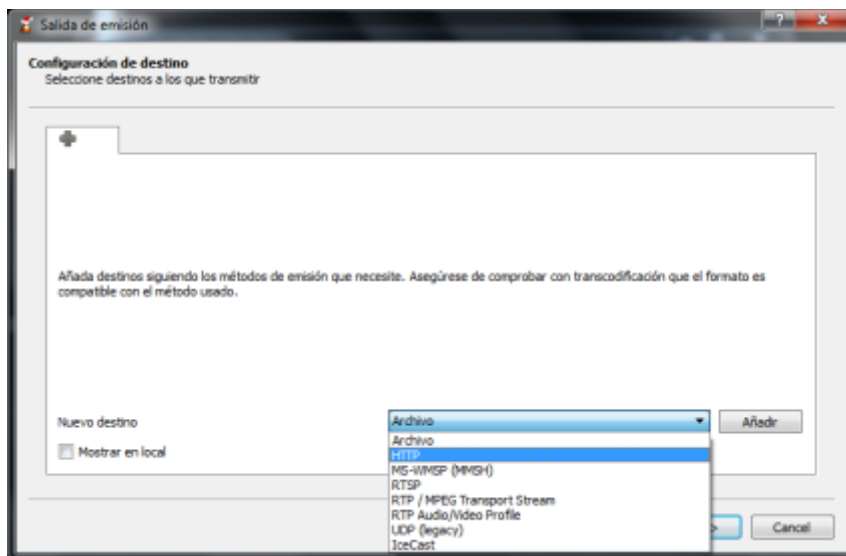 Salida de emisión
?
x
Configuración de destino
Seleccione destinos a los que transmitir
Añada destinos siguiendo los métodos de emisión que necesite. Asegúrese de comprobar con transcodificación que el formato es
compatible con el método usado.
Nuevo destino
Archivo
Añadir
Mostrar en local
Archivo
HTTP
MS-WMSP (MMSH)
RTSP
RTP / MPEG Transport Stream
RTP Audio/Video Profile
UDP (legacy)
IceCast
>
Cancel